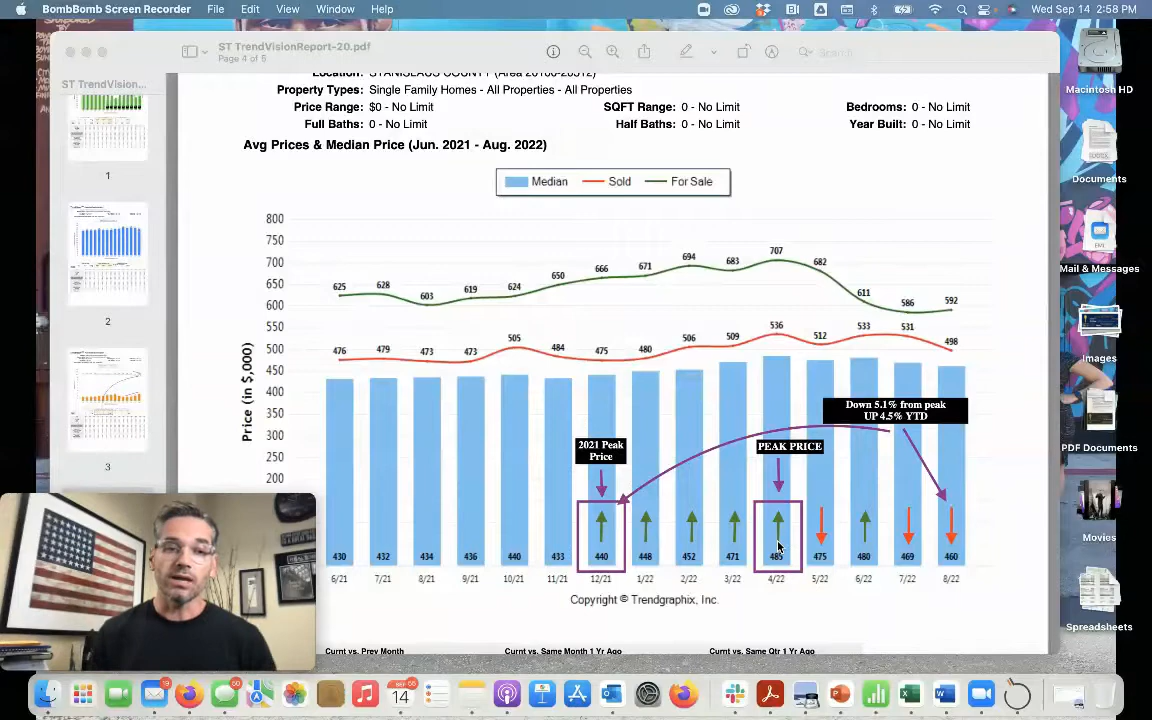 BombBomb Screen Recorder File Edit View Window Help Wed Sep 14 2:58 PM
ST TrendVisionReport-20.pdf
Page 4 of 5
Search
ST TrendVision...
1
2
3
Location: STANISLAUS COUNTY (Area 20100-20512)
Property Types: Single Family Homes - All Properties - All Properties
Price Range: $0 - No Limit SQFT Range: 0 - No Limit Bedrooms: 0 - No Limit
Full Baths: 0 - No Limit Half Baths: 0 - No Limit Year Built: 0 - No Limit
Avg Prices & Median Price (Jun. 2021 - Aug. 2022)
Median Sold For Sale
Price (in $,000)
800
750
700
650
600
550
500
450
400
350
300
250
200
625 628 603 619 624 650 666 671 694 683 707 682 611 586 592
476 479 473 473 505 484 475 480 506 509 536 512 533 531 498
Down 5.1% from peak
UP 4.5% YTD
2021 Peak
Price
PEAK PRICE
430 432 434 436 440 433 440 448 452 471 485 475 480 469 460
6/21 7/21 8/21 9/21 10/21 11/21 12/21 1/22 2/22 3/22 4/22 5/22 6/22 7/22 8/22
Copyright © Trendgraphix, Inc.
Curnt vs. Prev Month Curnt vs. Same Month 1 Yr Ago Curnt vs. Same Qtr 1 Yr Ago
Macintosh HD
Documents
Mail & Messages
Images
PDF Documents
Movies
Spreadsheets
SEP
14